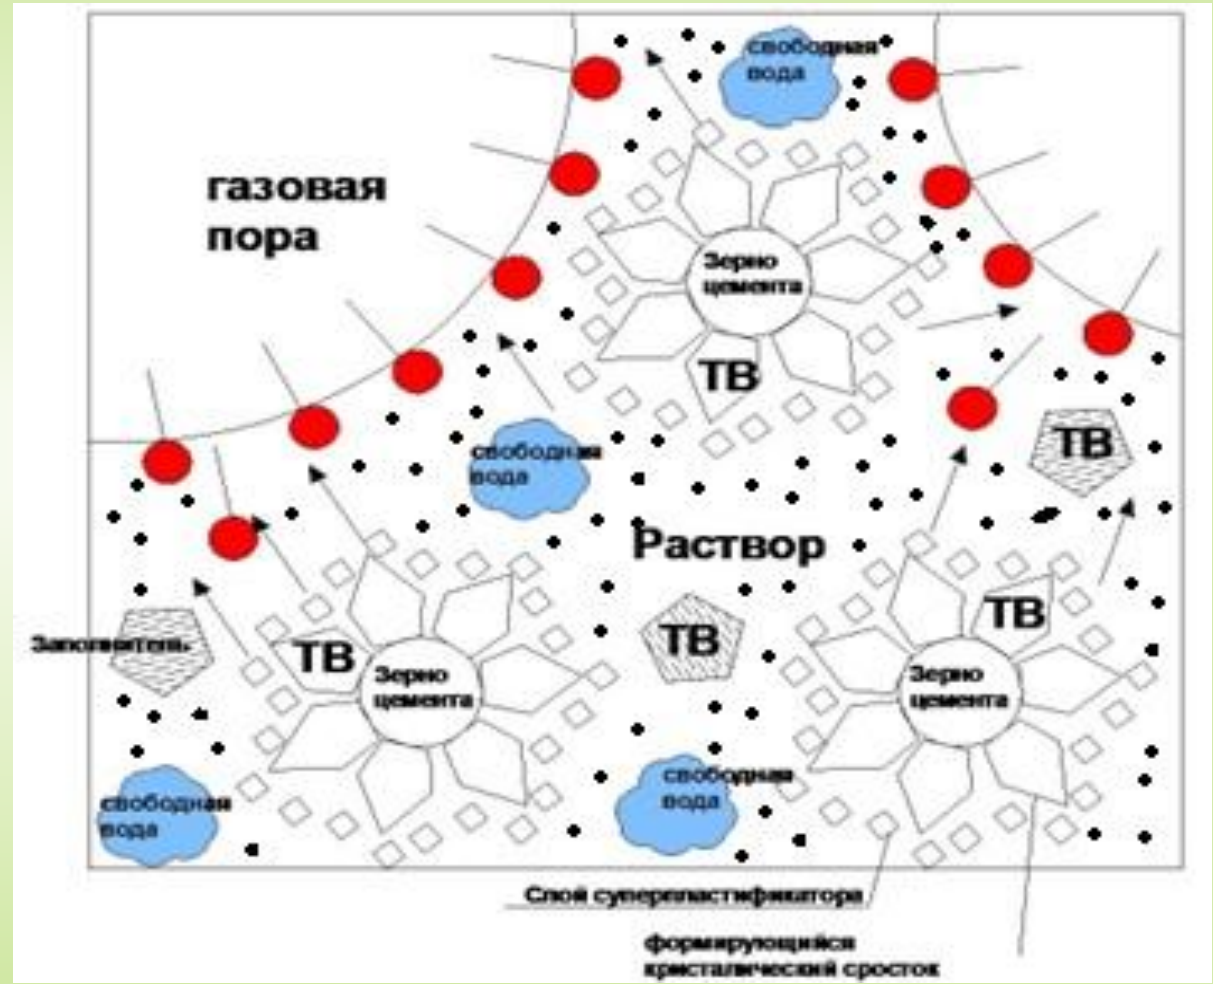 свободная
вода
газовая
пора
Зерно
цемента
ТВ
ТВ
свободная
вода
Раствор
ТВ
Заполнитель
ТВ
Зерно
цемента
ТВ
Зерно
цемента
свободная
вода
свободная
вода
Слой суперпластификатора
формирующийся
кристалический сросток